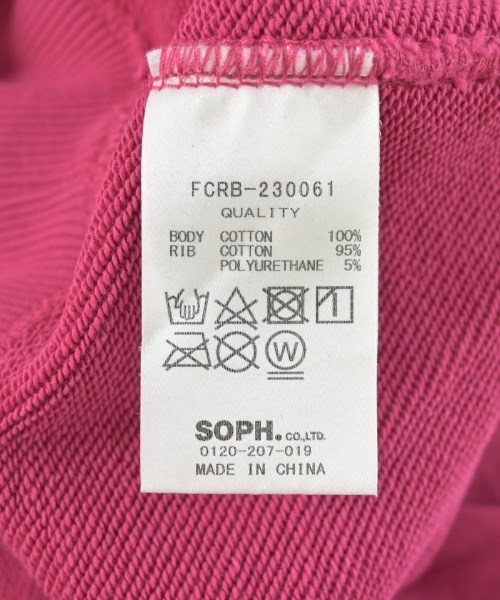 FCRB-230061
QUALITY
BODY COTTON 100%
RIB COTTON 95%
POLYURETHANE 5%
W
SOPH. CO.,LTD.
0120-207-019
MADE IN CHINA